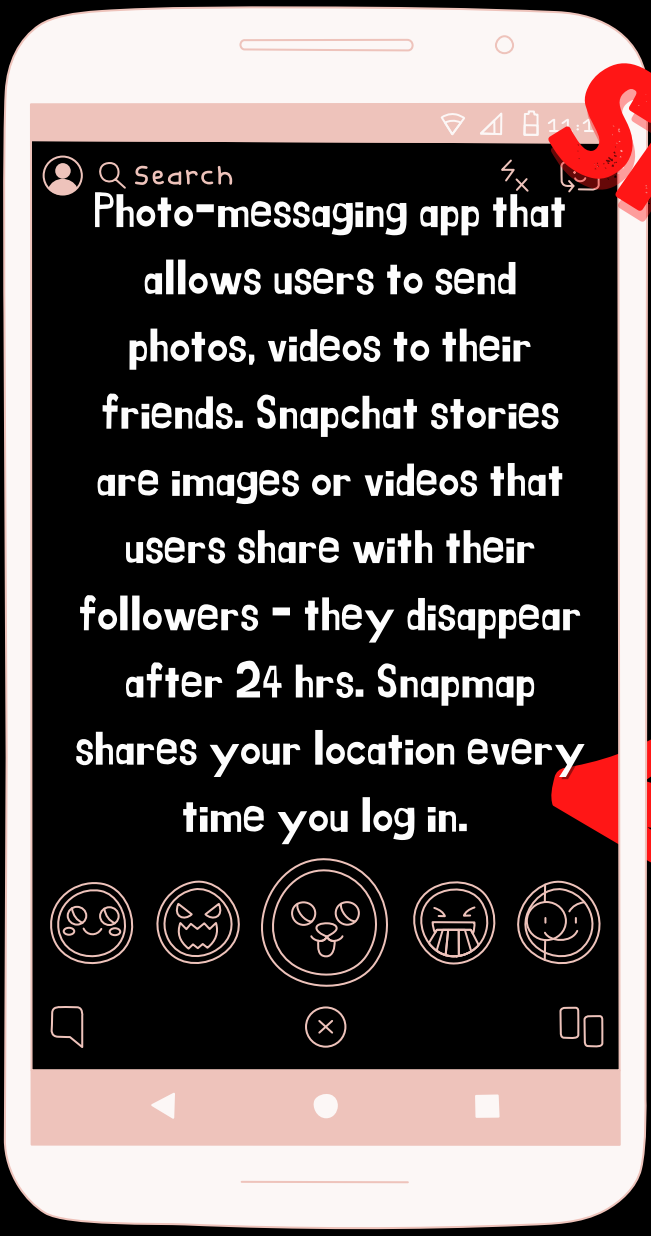 Search
Photo-messaging app that
allows users to send
photos, videos to their
friends. Snapchat stories
are images or videos that
users share with their
followers - they disappear
after 24 hrs. Snapmap
shares your location every
time you log in.